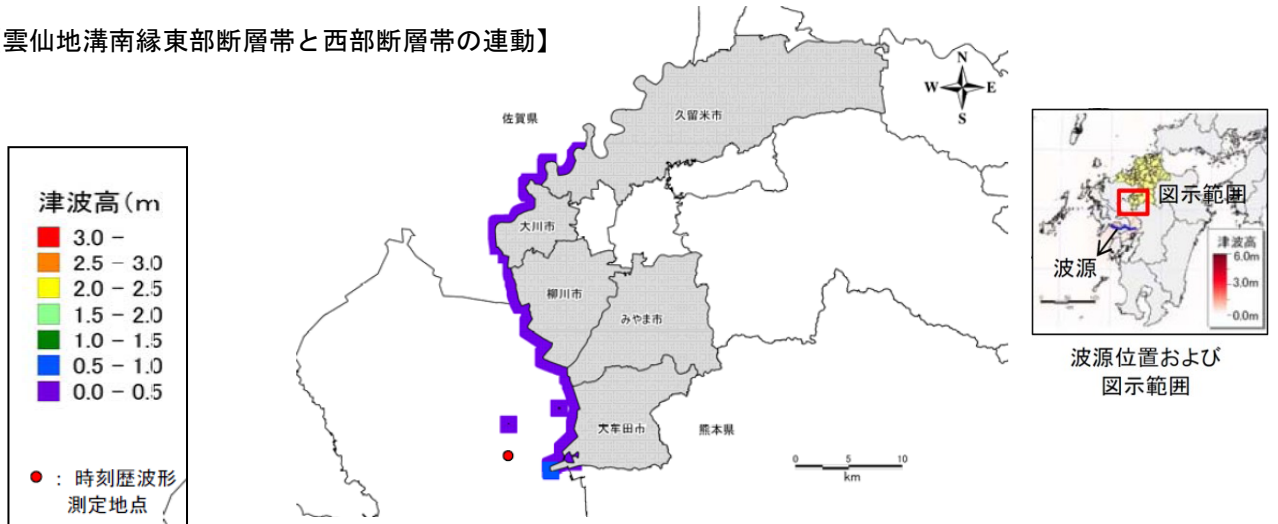 雲仙地溝南縁東部断層帯と西部断層帯の連動】
N
W E
S
佐賀県
久留米市
大川市
柳川市
みやま市
大牟田市
熊本県
0 5 10
km
津波高(m
3.0 -
2.5 - 3.0
2.0 - 2.5
1.5 - 2.0
1.0 - 1.5
0.5 - 1.0
0.0 - 0.5
: 時刻歴波形
測定地点
図示範囲
波源
津波高
6.0m
3.0m
0.0m
波源位置および
図示範囲